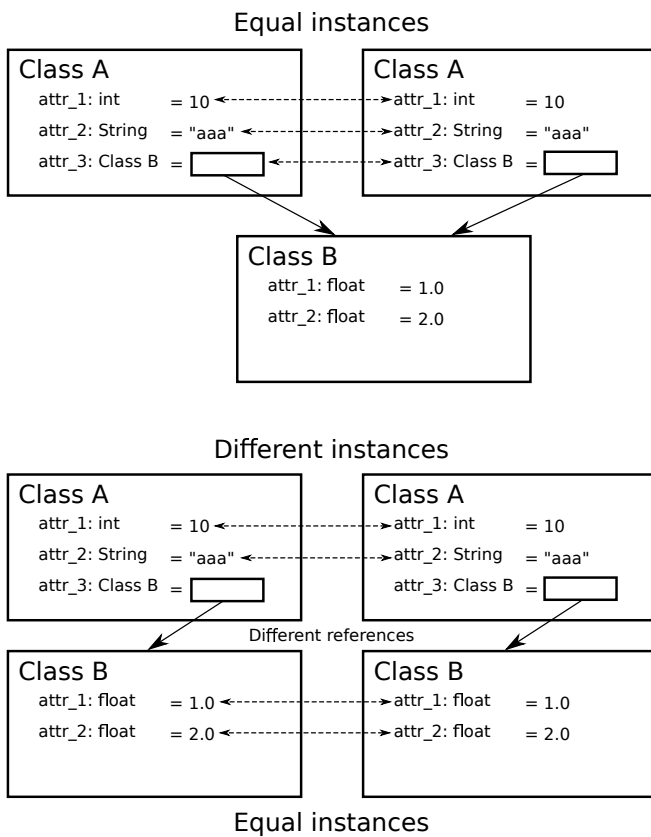 Equal instances
Class A
attr_1: int = 10
attr_2: String = "aaa"
attr_3: Class B =
Class A
attr_1: int = 10
attr_2: String = "aaa"
attr_3: Class B =
Class B
attr_1: float = 1.0
attr_2: float = 2.0
Different instances
Class A
attr_1: int = 10
attr_2: String = "aaa"
attr_3: Class B =
Class A
attr_1: int = 10
attr_2: String = "aaa"
attr_3: Class B =
Different references
Class B
attr_1: float = 1.0
attr_2: float = 2.0
Class B
attr_1: float = 1.0
attr_2: float = 2.0
Equal instances